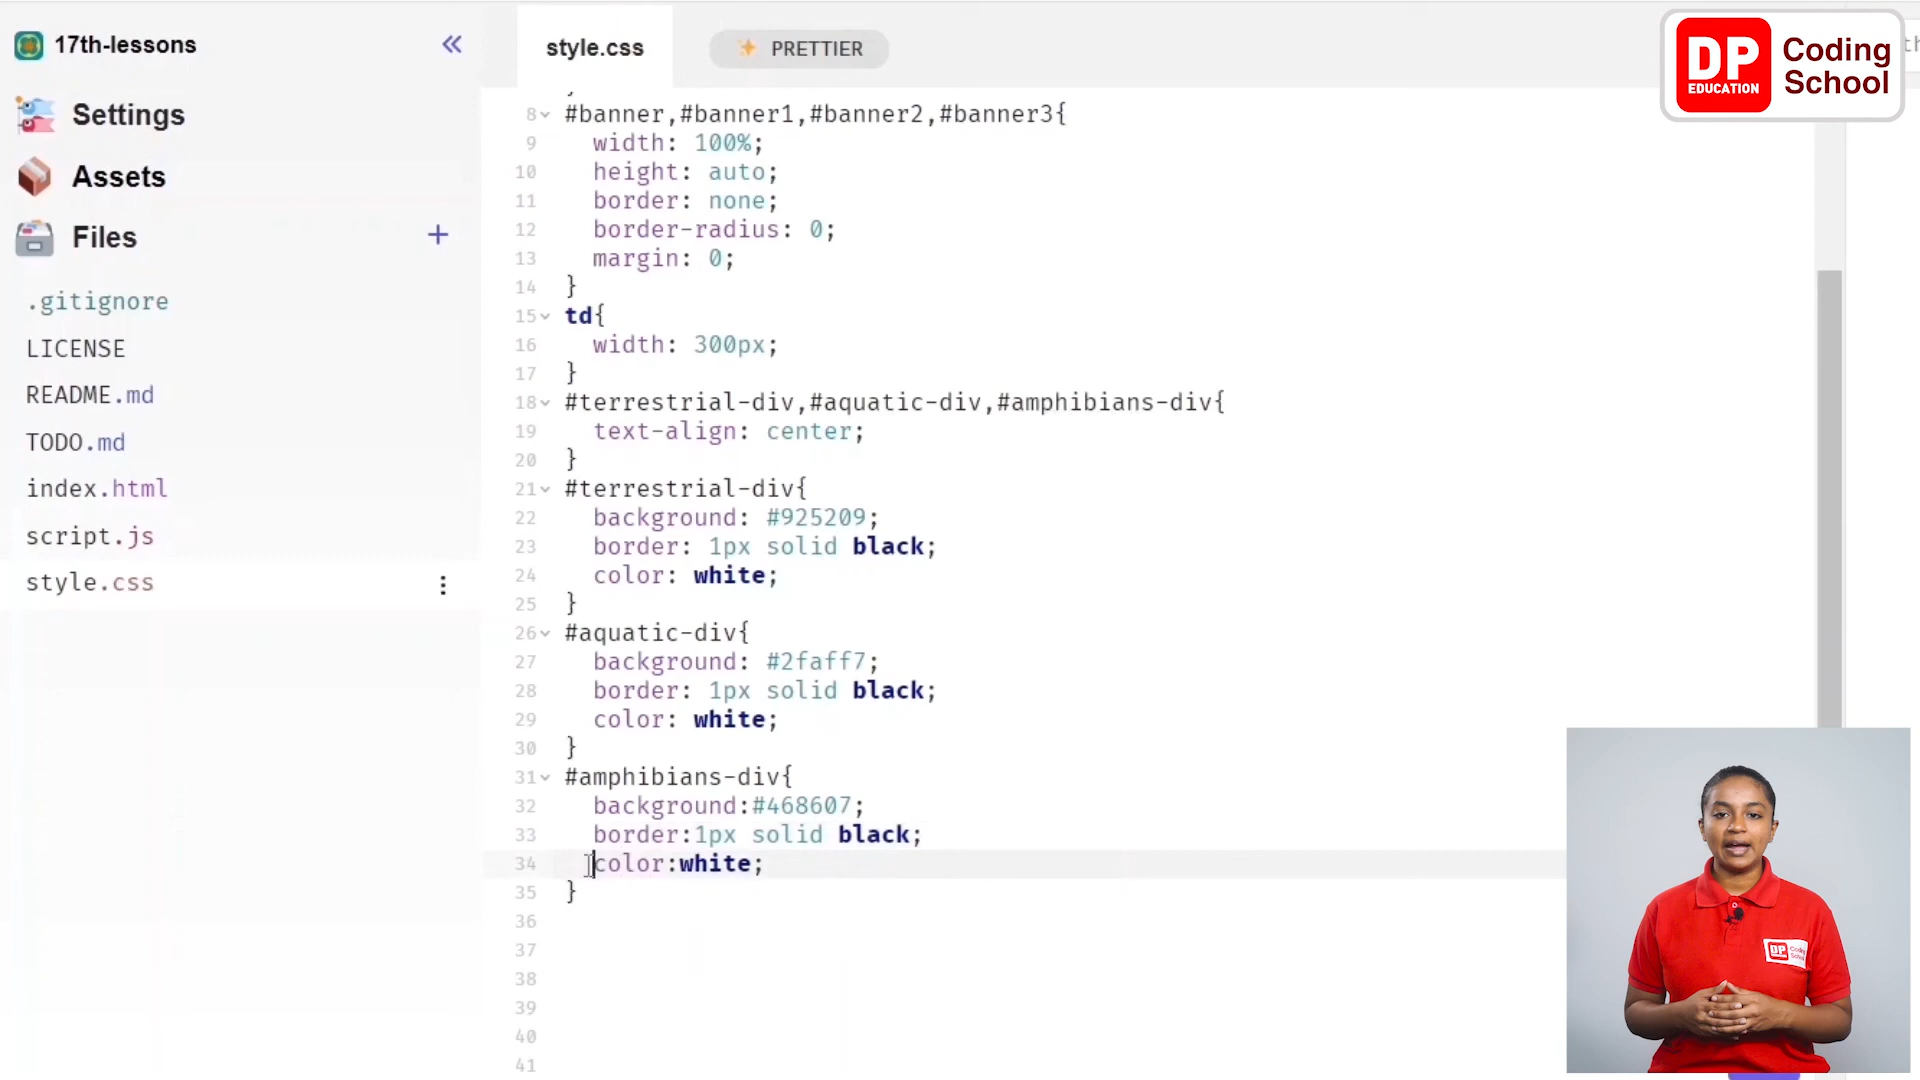 17th-lessons
Settings
Assets
Files
.gitignore
LICENSE
README.md
TODO.md
index.html
script.js
style.css
style.css
PRETTIER
8 #banner,#banner1,#banner2,#banner3{
9 width: 100%;
10 height: auto;
11 border: none;
12 border-radius: 0;
13 margin: 0;
14 }
15 td{
16 width: 300px;
17 }
18 #terrestrial-div,#aquatic-div,#amphibians-div{
19 text-align: center;
20 }
21 #terrestrial-div{
22 background: #925209;
23 border: 1px solid black;
24 color: white;
25 }
26 #aquatic-div{
27 background: #2faff7;
28 border: 1px solid black;
29 color: white;
30 }
31 #amphibians-div{
32 background:#468607;
33 border:1px solid black;
34 color:white;
35 }
36
37
38
39
40
41
DP
EDUCATION
Coding
School
DP